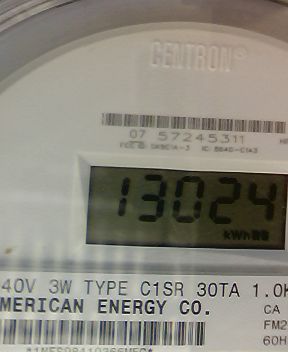 CENTRON®
07 57245311
13024
kWh
40V 3W TYPE C1SR 30TA 1.0K
MERICAN ENERGY CO.
CA
FM2
60H